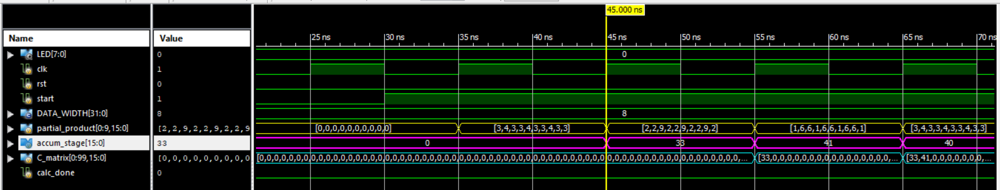 45.000 ns
Name Value 25 ns 30 ns 35 ns 40 ns 45 ns 50 ns 55 ns 60 ns 65 ns 70 ns
LED[7:0] 0 0
clk 1
rst 0
start 1
DATA_WIDTH[31:0] 8 8
partial_product[0:9,15:0] [2,2,9,2,2,9,2,2,9 [0,0,0,0,0,0,0,0,0,0] [3,4,3,3,4,3,3,4,3,3] [2,2,9,2,2,9,2,2,9,2] [1,6,6,1,6,6,1,6,6,1] [3,4,3,3,4,3,3,4,3,3]
accum_stage[15:0] 33 0 33 41 40
C_matrix[0:99,15:0] [0,0,0,0,0,0,0,0,0 [0,0,0,0,0,0,0,0,0,0,0,0,0,0,0,0,0,0,0,0,0,0,0,0,0,0,0,0,0,0,0,0,0,0,0,0,0,0,0,0,0,0,0,0,0,0,0,0,0,0,0,0,0,0,0,0,0,0,0,0,0,0,0,... [33,0,0,0,0,0,0,0,0,0,0,0,0,0,0,0,0,0,... [33,41,0,0,0,0,0,0,0,...
calc_done 0